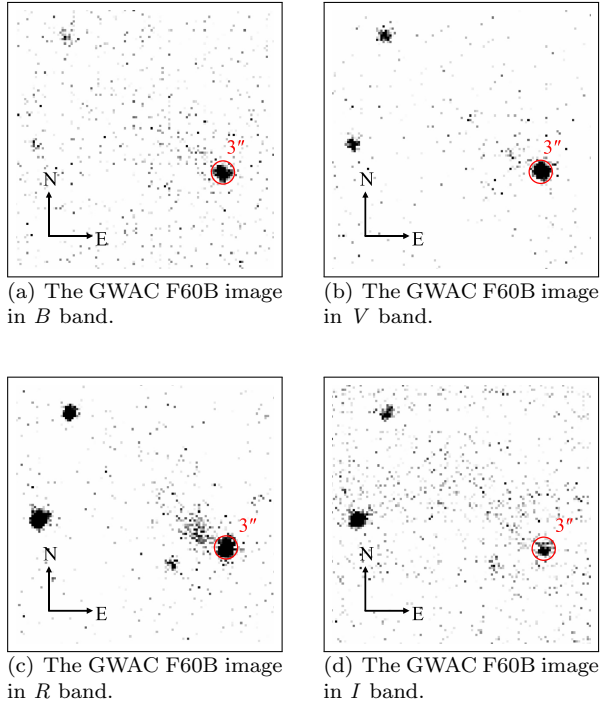 3″
N
E
3″
N
E
(a) The GWAC F60B image
in B band.
(b) The GWAC F60B image
in V band.
3″
N
E
3″
N
E
(c) The GWAC F60B image
in R band.
(d) The GWAC F60B image
in I band.